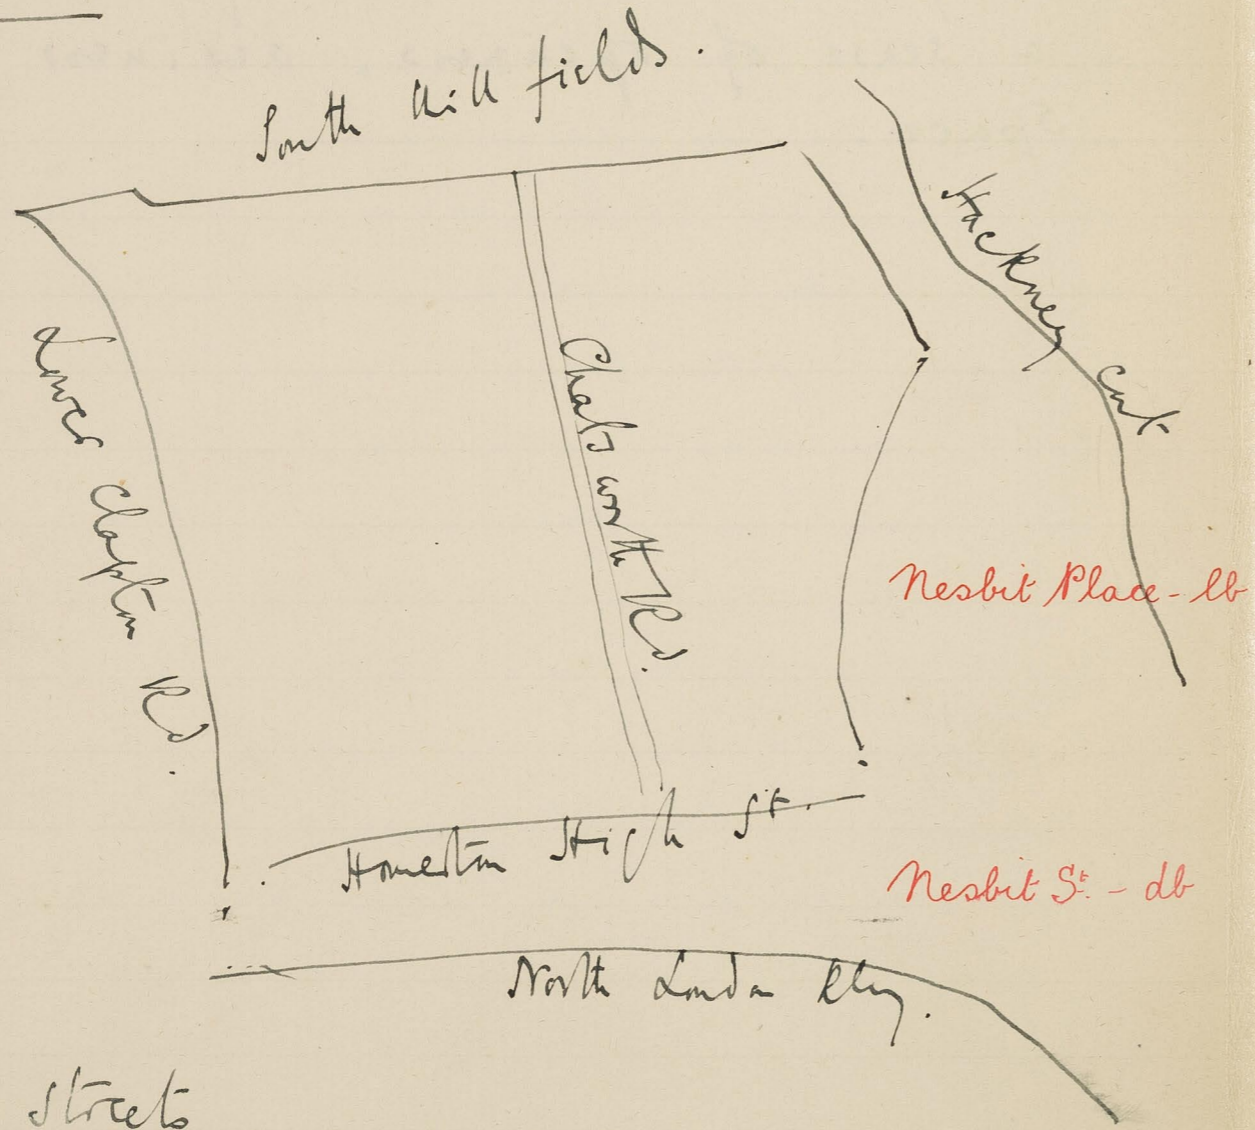 South Mill fields.
Hackney cut
Lower Clapton Rd.
Chatsworth Rd.
Nesbit Place - lb
Homerton High St.
Nesbit St. - db
North London Rly.
Streets